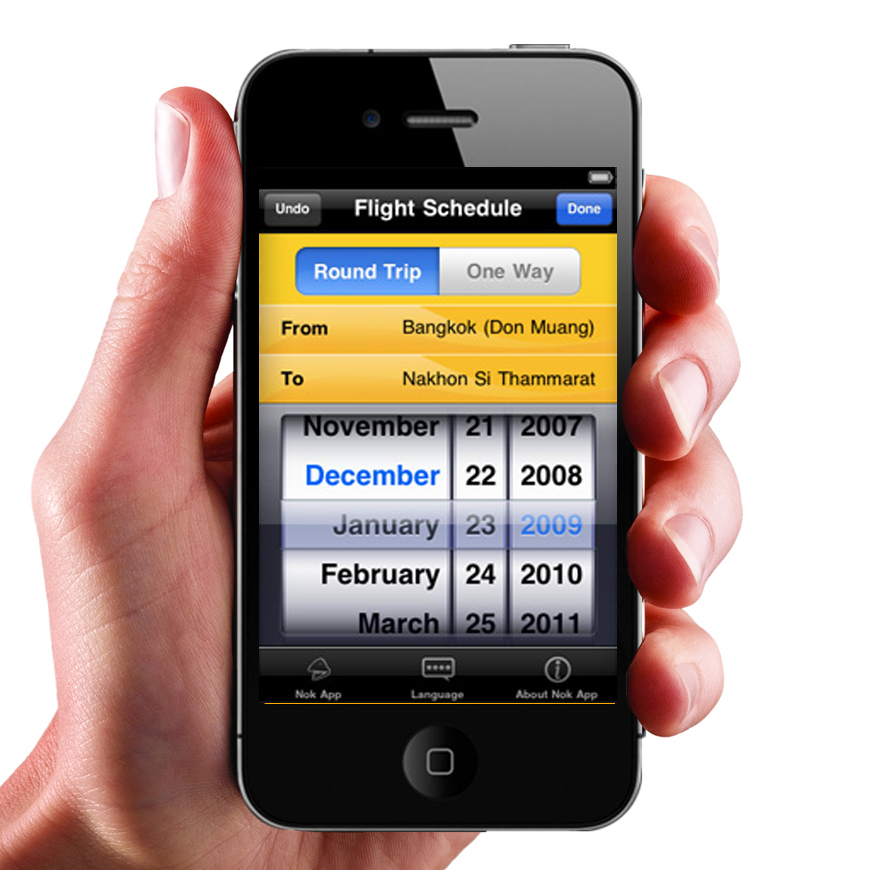 Undo Flight Schedule Done
Round Trip One Way
From Bangkok (Don Muang)
To Nakhon Si Thammarat
November 21 2007
December 22 2008
January 23 2009
February 24 2010
March 25 2011
Nok App Language About Nok App